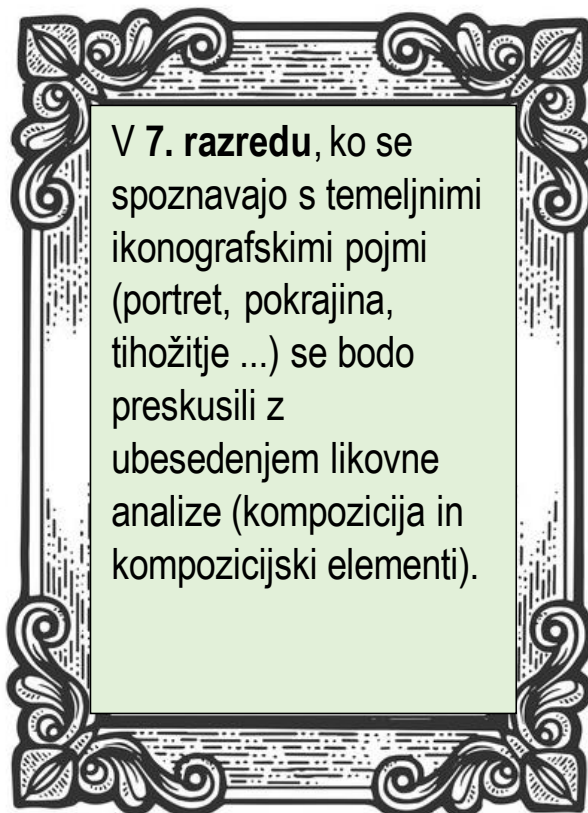 V 7. razredu, ko se
spoznavajo s temeljnimi
ikonografskimi pojmi
(portret, pokrajina,
tihožitje ...) se bodo
preskusili z
ubesedenjem likovne
analize (kompozicija in
kompozicijski elementi).